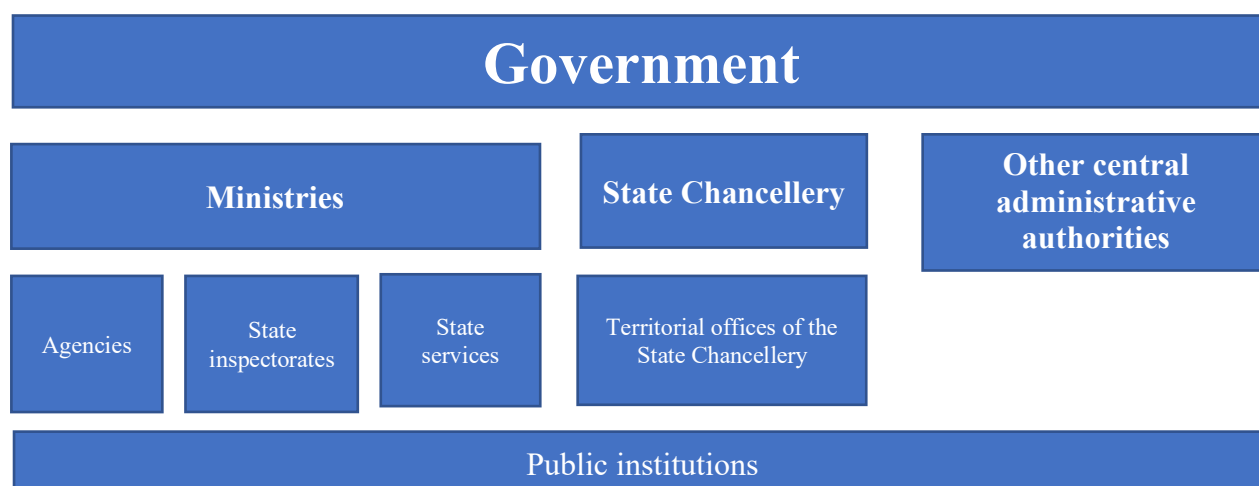 Government
Ministries
State Chancellery
Other central
administrative
authorities
Agencies
State
inspectorates
State
services
Territorial offices of the
State Chancellery
Public institutions